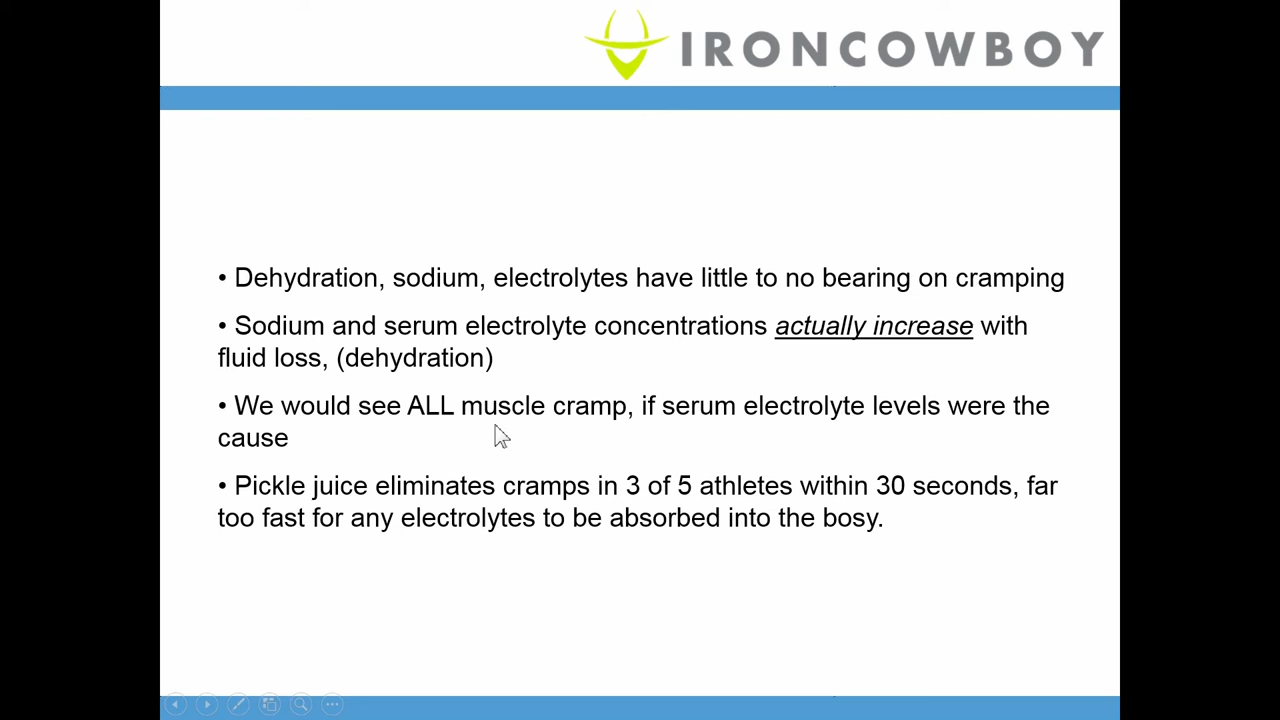 IRONCOWBOY
• Dehydration, sodium, electrolytes have little to no bearing on cramping
• Sodium and serum electrolyte concentrations actually increase with
fluid loss, (dehydration)
• We would see ALL muscle cramp, if serum electrolyte levels were the
cause
• Pickle juice eliminates cramps in 3 of 5 athletes within 30 seconds, far
too fast for any electrolytes to be absorbed into the bosy.